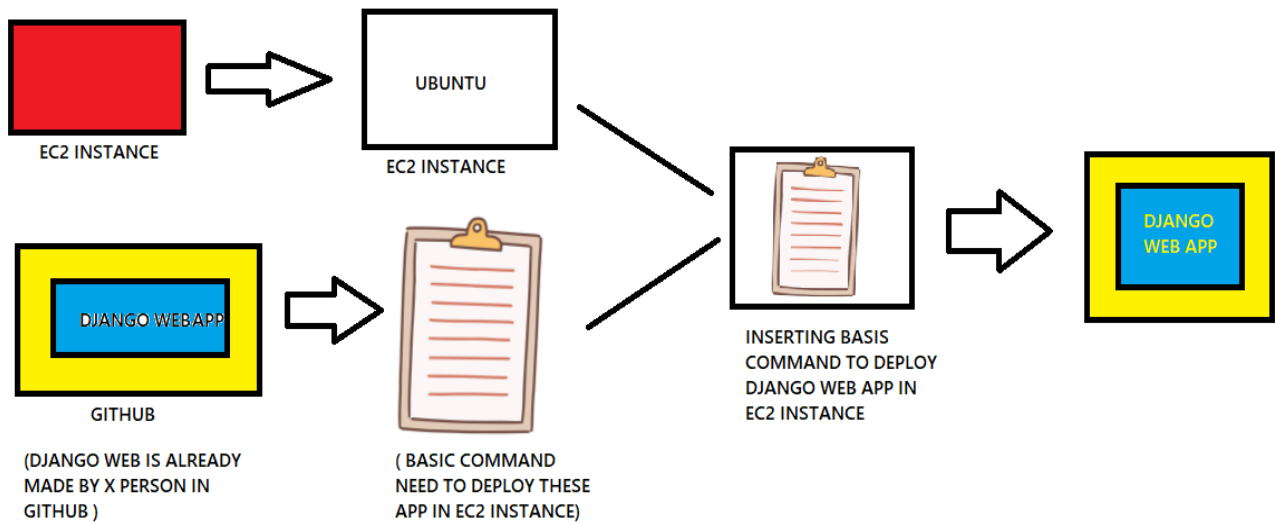 EC2 INSTANCE
UBUNTU
EC2 INSTANCE
DJANGO WEBAPP
GITHUB
(DJANGO WEB IS ALREADY
MADE BY X PERSON IN
GITHUB )
( BASIC COMMAND
NEED TO DEPLOY THESE
APP IN EC2 INSTANCE)
INSERTING BASIS
COMMAND TO DEPLOY
DJANGO WEB APP IN
EC2 INSTANCE
DJANGO
WEB APP